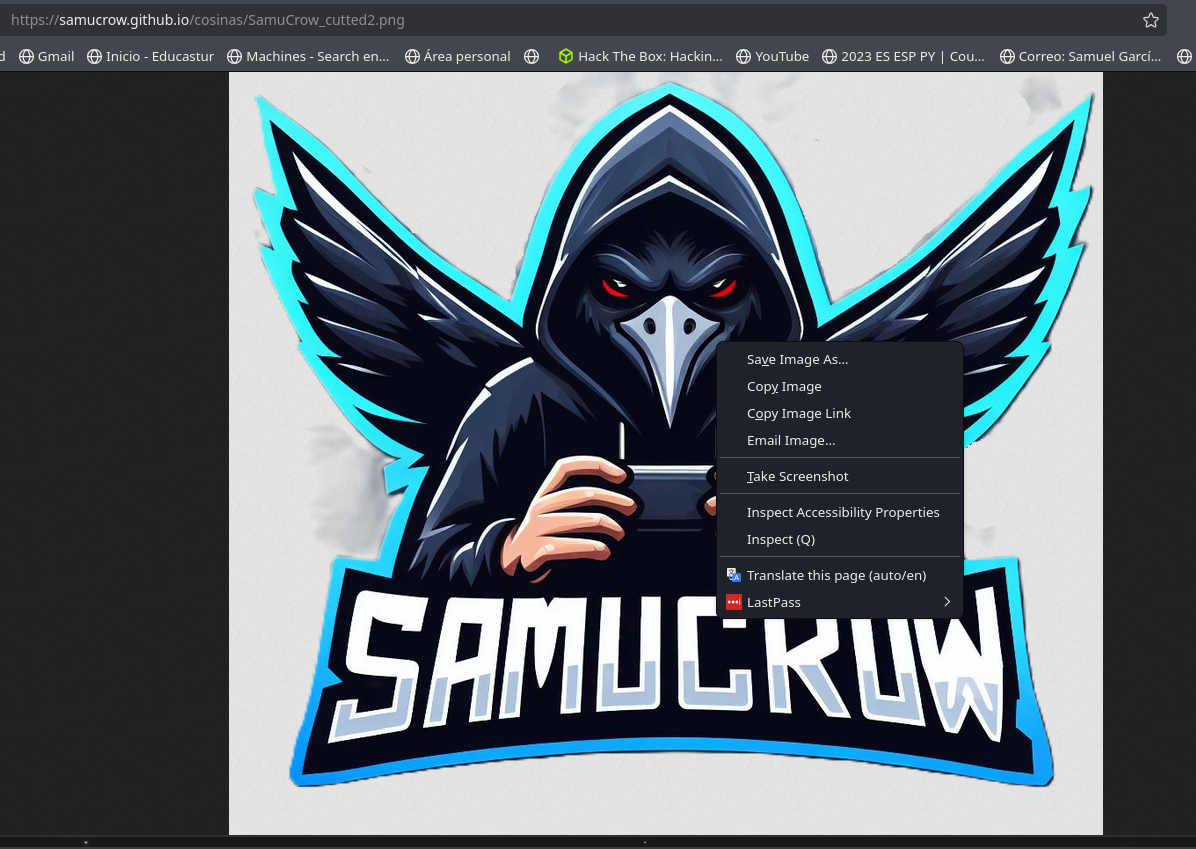 https://samucrow.github.io/cosinas/SamuCrow_cutted2.png
d Gmail Inicio - Educastur Machines - Search en... Área personal Hack The Box: Hackin... YouTube 2023 ES ESP PY | Cou... Correo: Samuel Garcí...
Save Image As...
Copy Image
Copy Image Link
Email Image...
Take Screenshot
Inspect Accessibility Properties
Inspect (Q)
Translate this page (auto/en)
LastPass
SAMUCROW